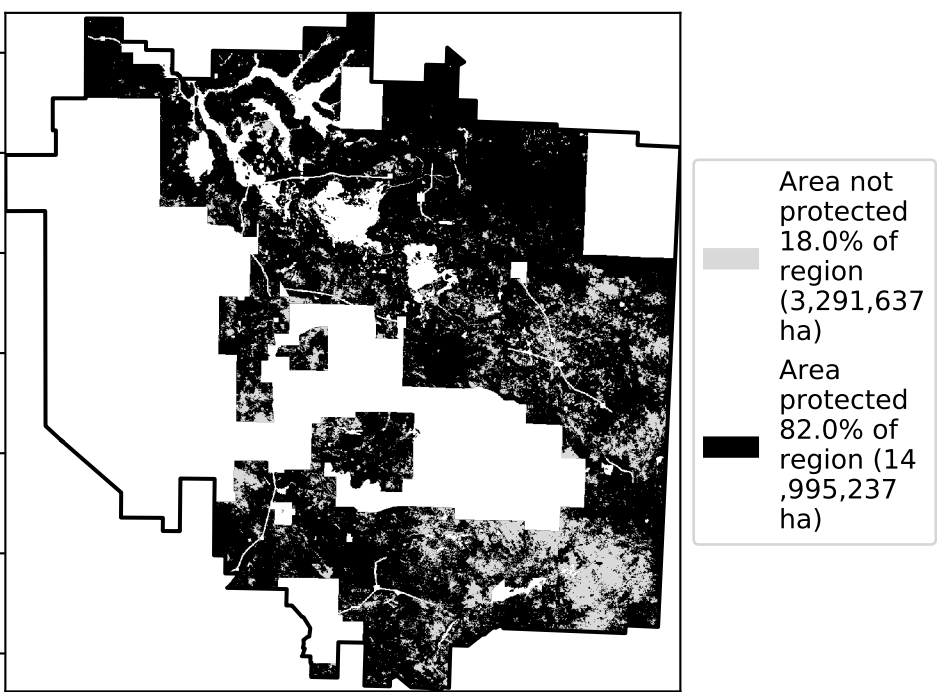 Area not
protected
18.0% of
region
(3,291,637
ha)
Area
protected
82.0% of
region (14
,995,237
ha)